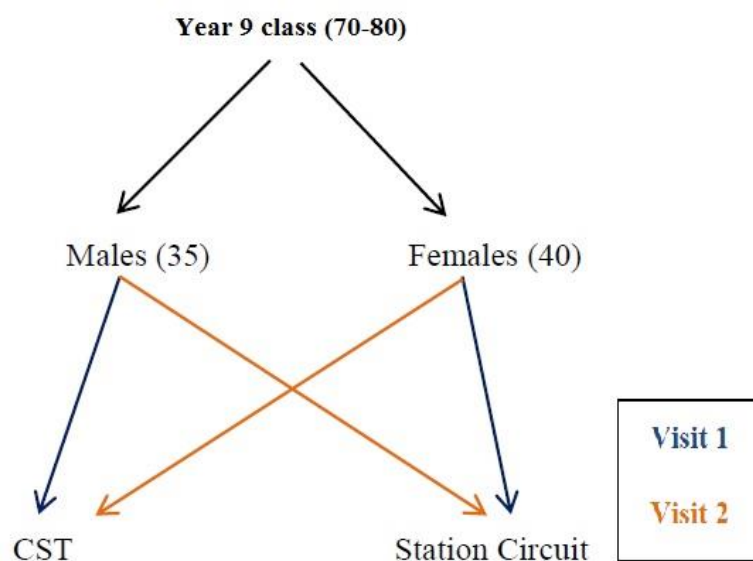 Year 9 class (70-80)
Males (35)
Females (40)
Visit 1
Visit 2
CST
Station Circuit